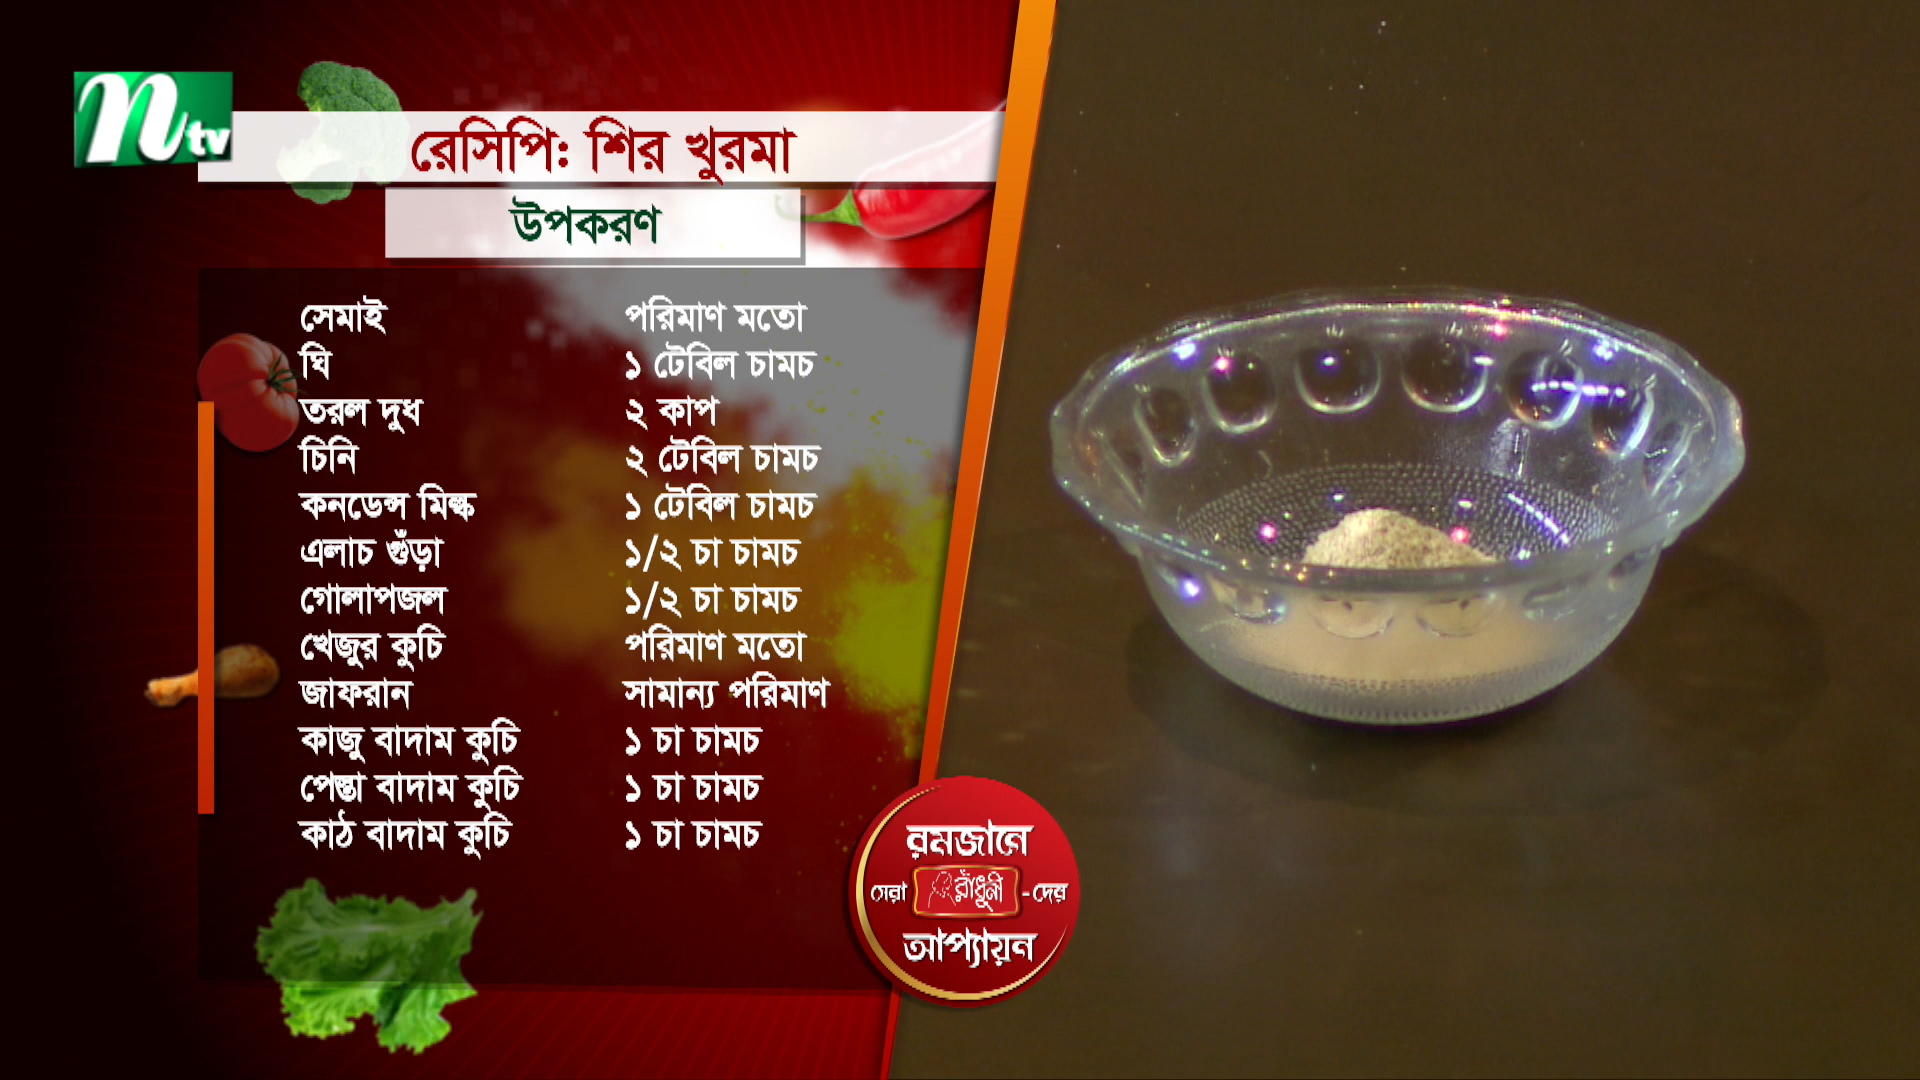 ntv
রেসিপি: শির খুরমা
উপকরণ
সেমাই পরিমাণ মতো
ঘি ১ টেবিল চামচ
তরল দুধ ২ কাপ
চিনি ২ টেবিল চামচ
কনডেন্স মিল্ক ১ টেবিল চামচ
এলাচ গুঁড়া ১/২ চা চামচ
গোলাপজল ১/২ চা চামচ
খেজুর কুচি পরিমাণ মতো
জাফরান সামান্য পরিমাণ
কাজু বাদাম কুচি ১ চা চামচ
পেস্তা বাদাম কুচি ১ চা চামচ
কাঠ বাদাম কুচি ১ চা চামচ
রমজানে
সেরা রাঁধুনী -দের
আপ্যায়ন